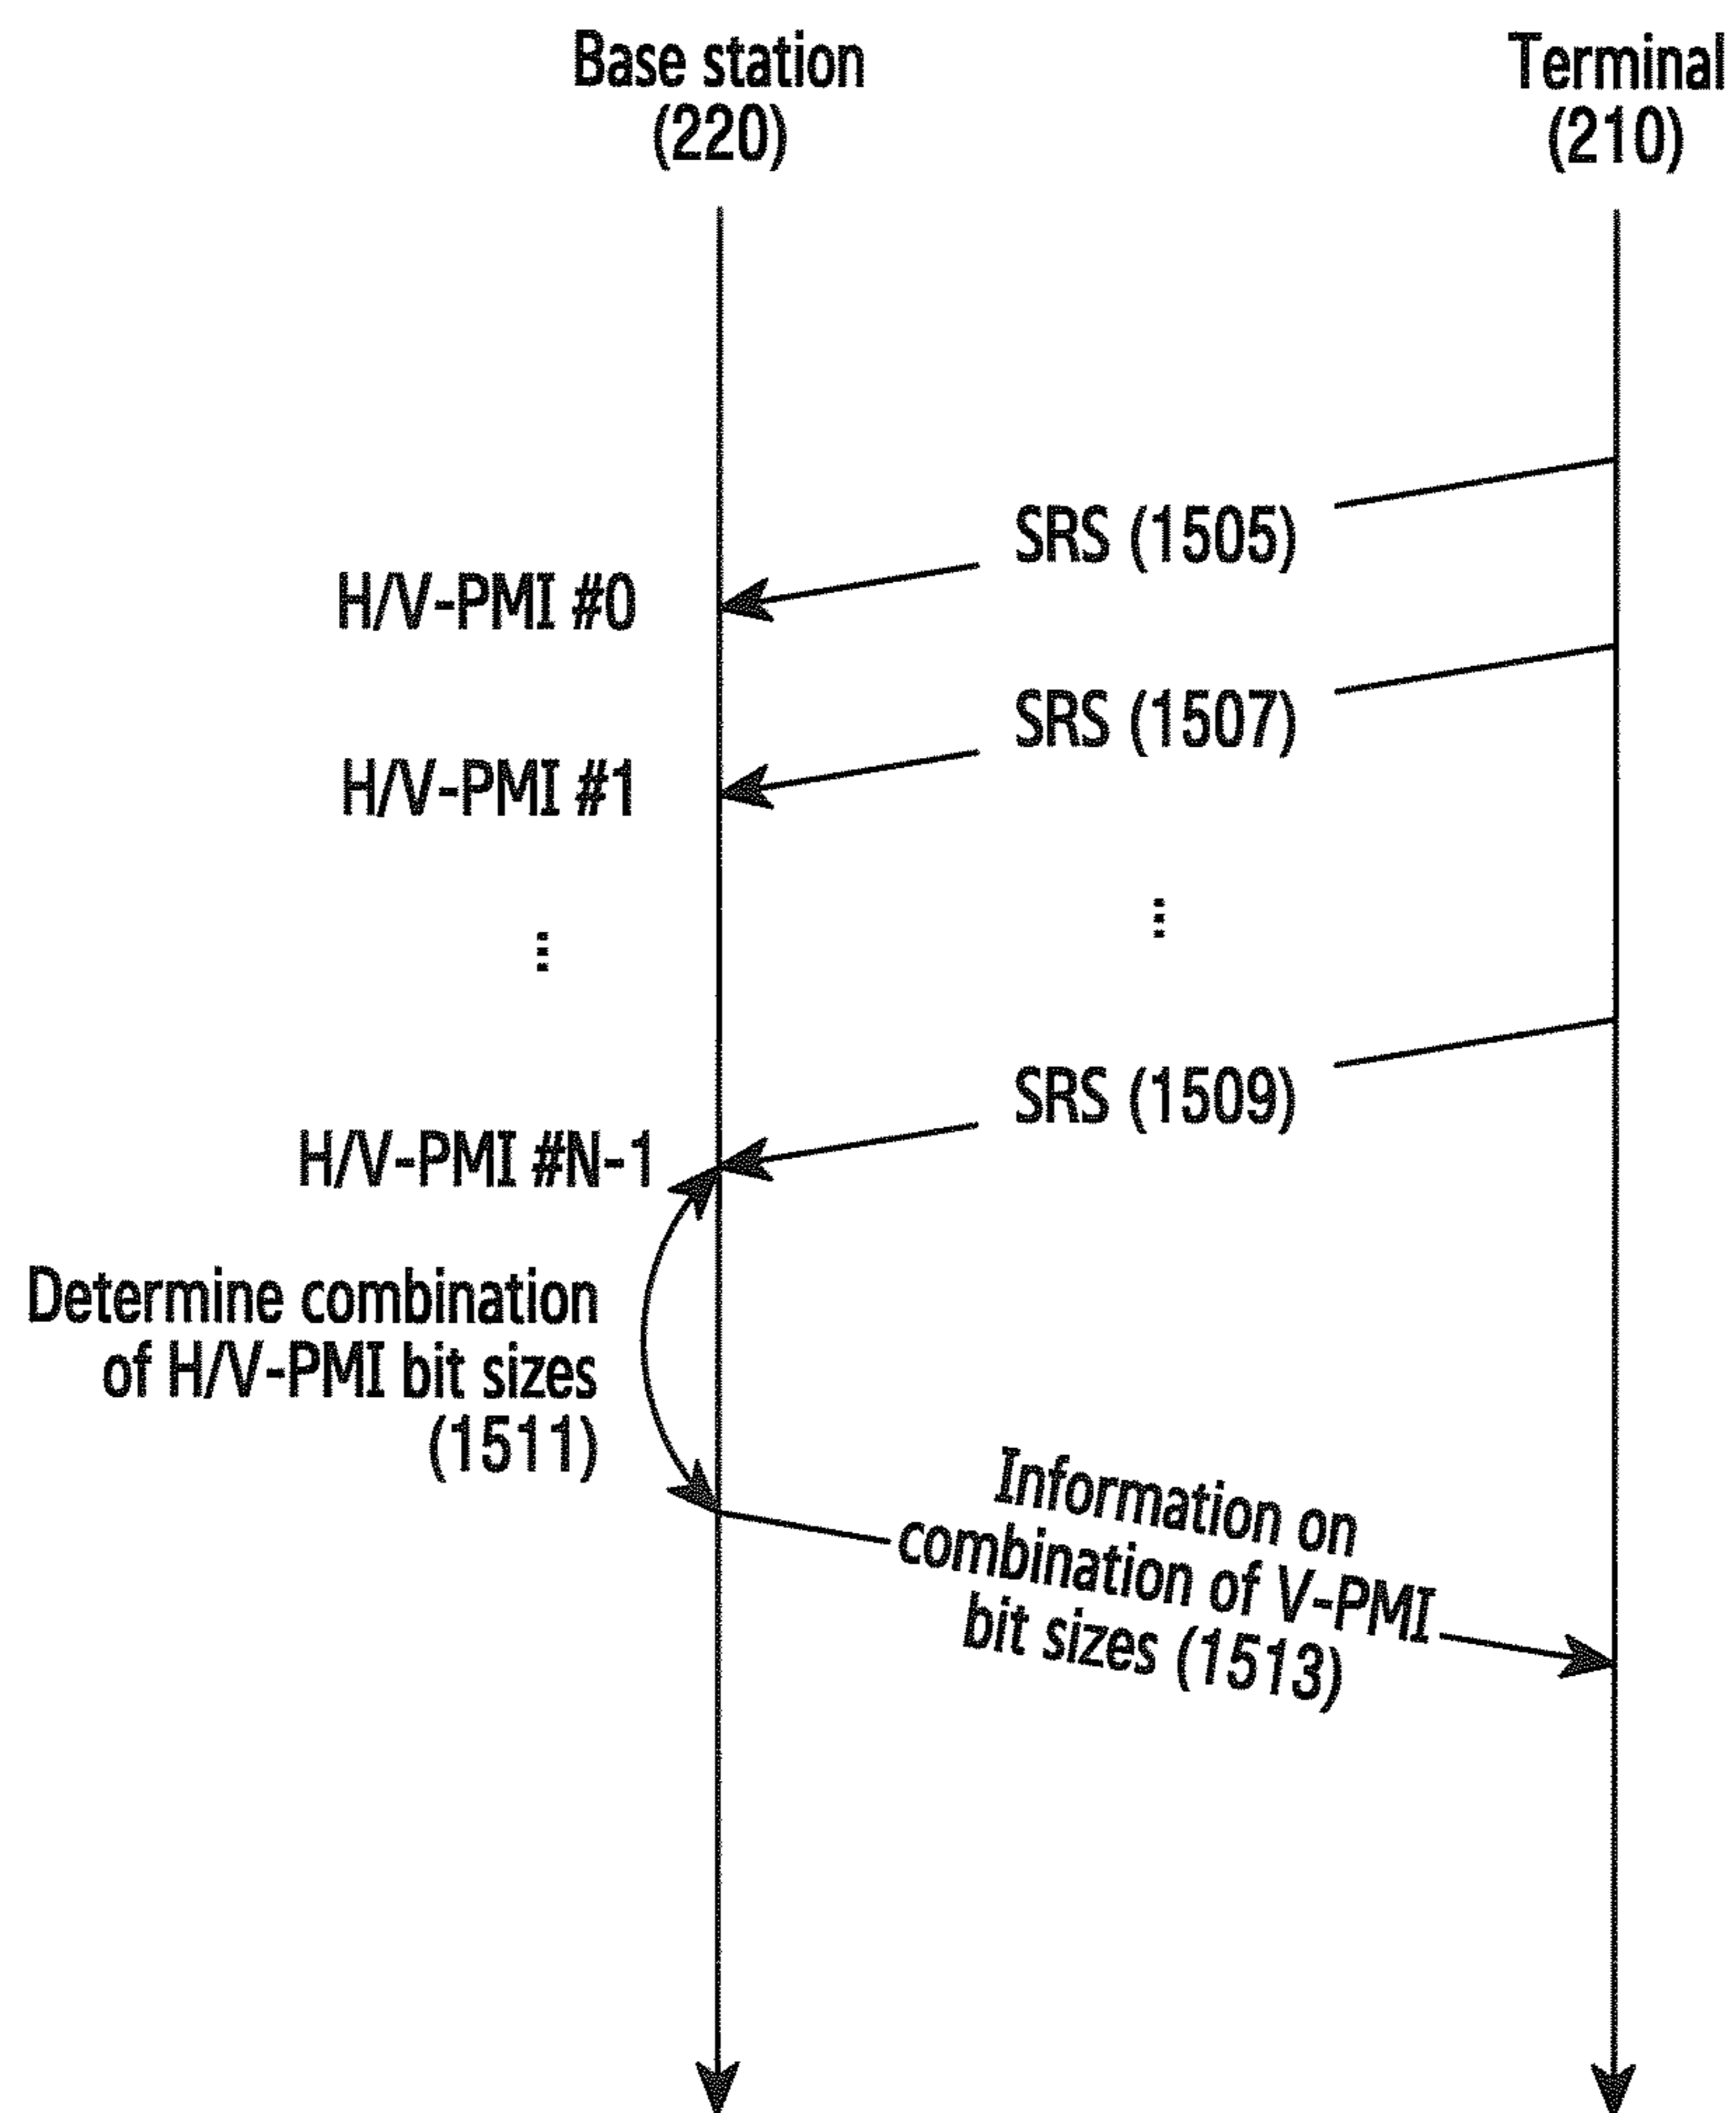 Base station
(220)
Terminal
(210)
SRS (1505)
H/V-PMI #0
SRS (1507)
H/V-PMI #1
...
...
SRS (1509)
H/V-PMI #N-1
Determine combination
of H/V-PMI bit sizes
(1511)
Information on
combination of V-PMI
bit sizes (1513)